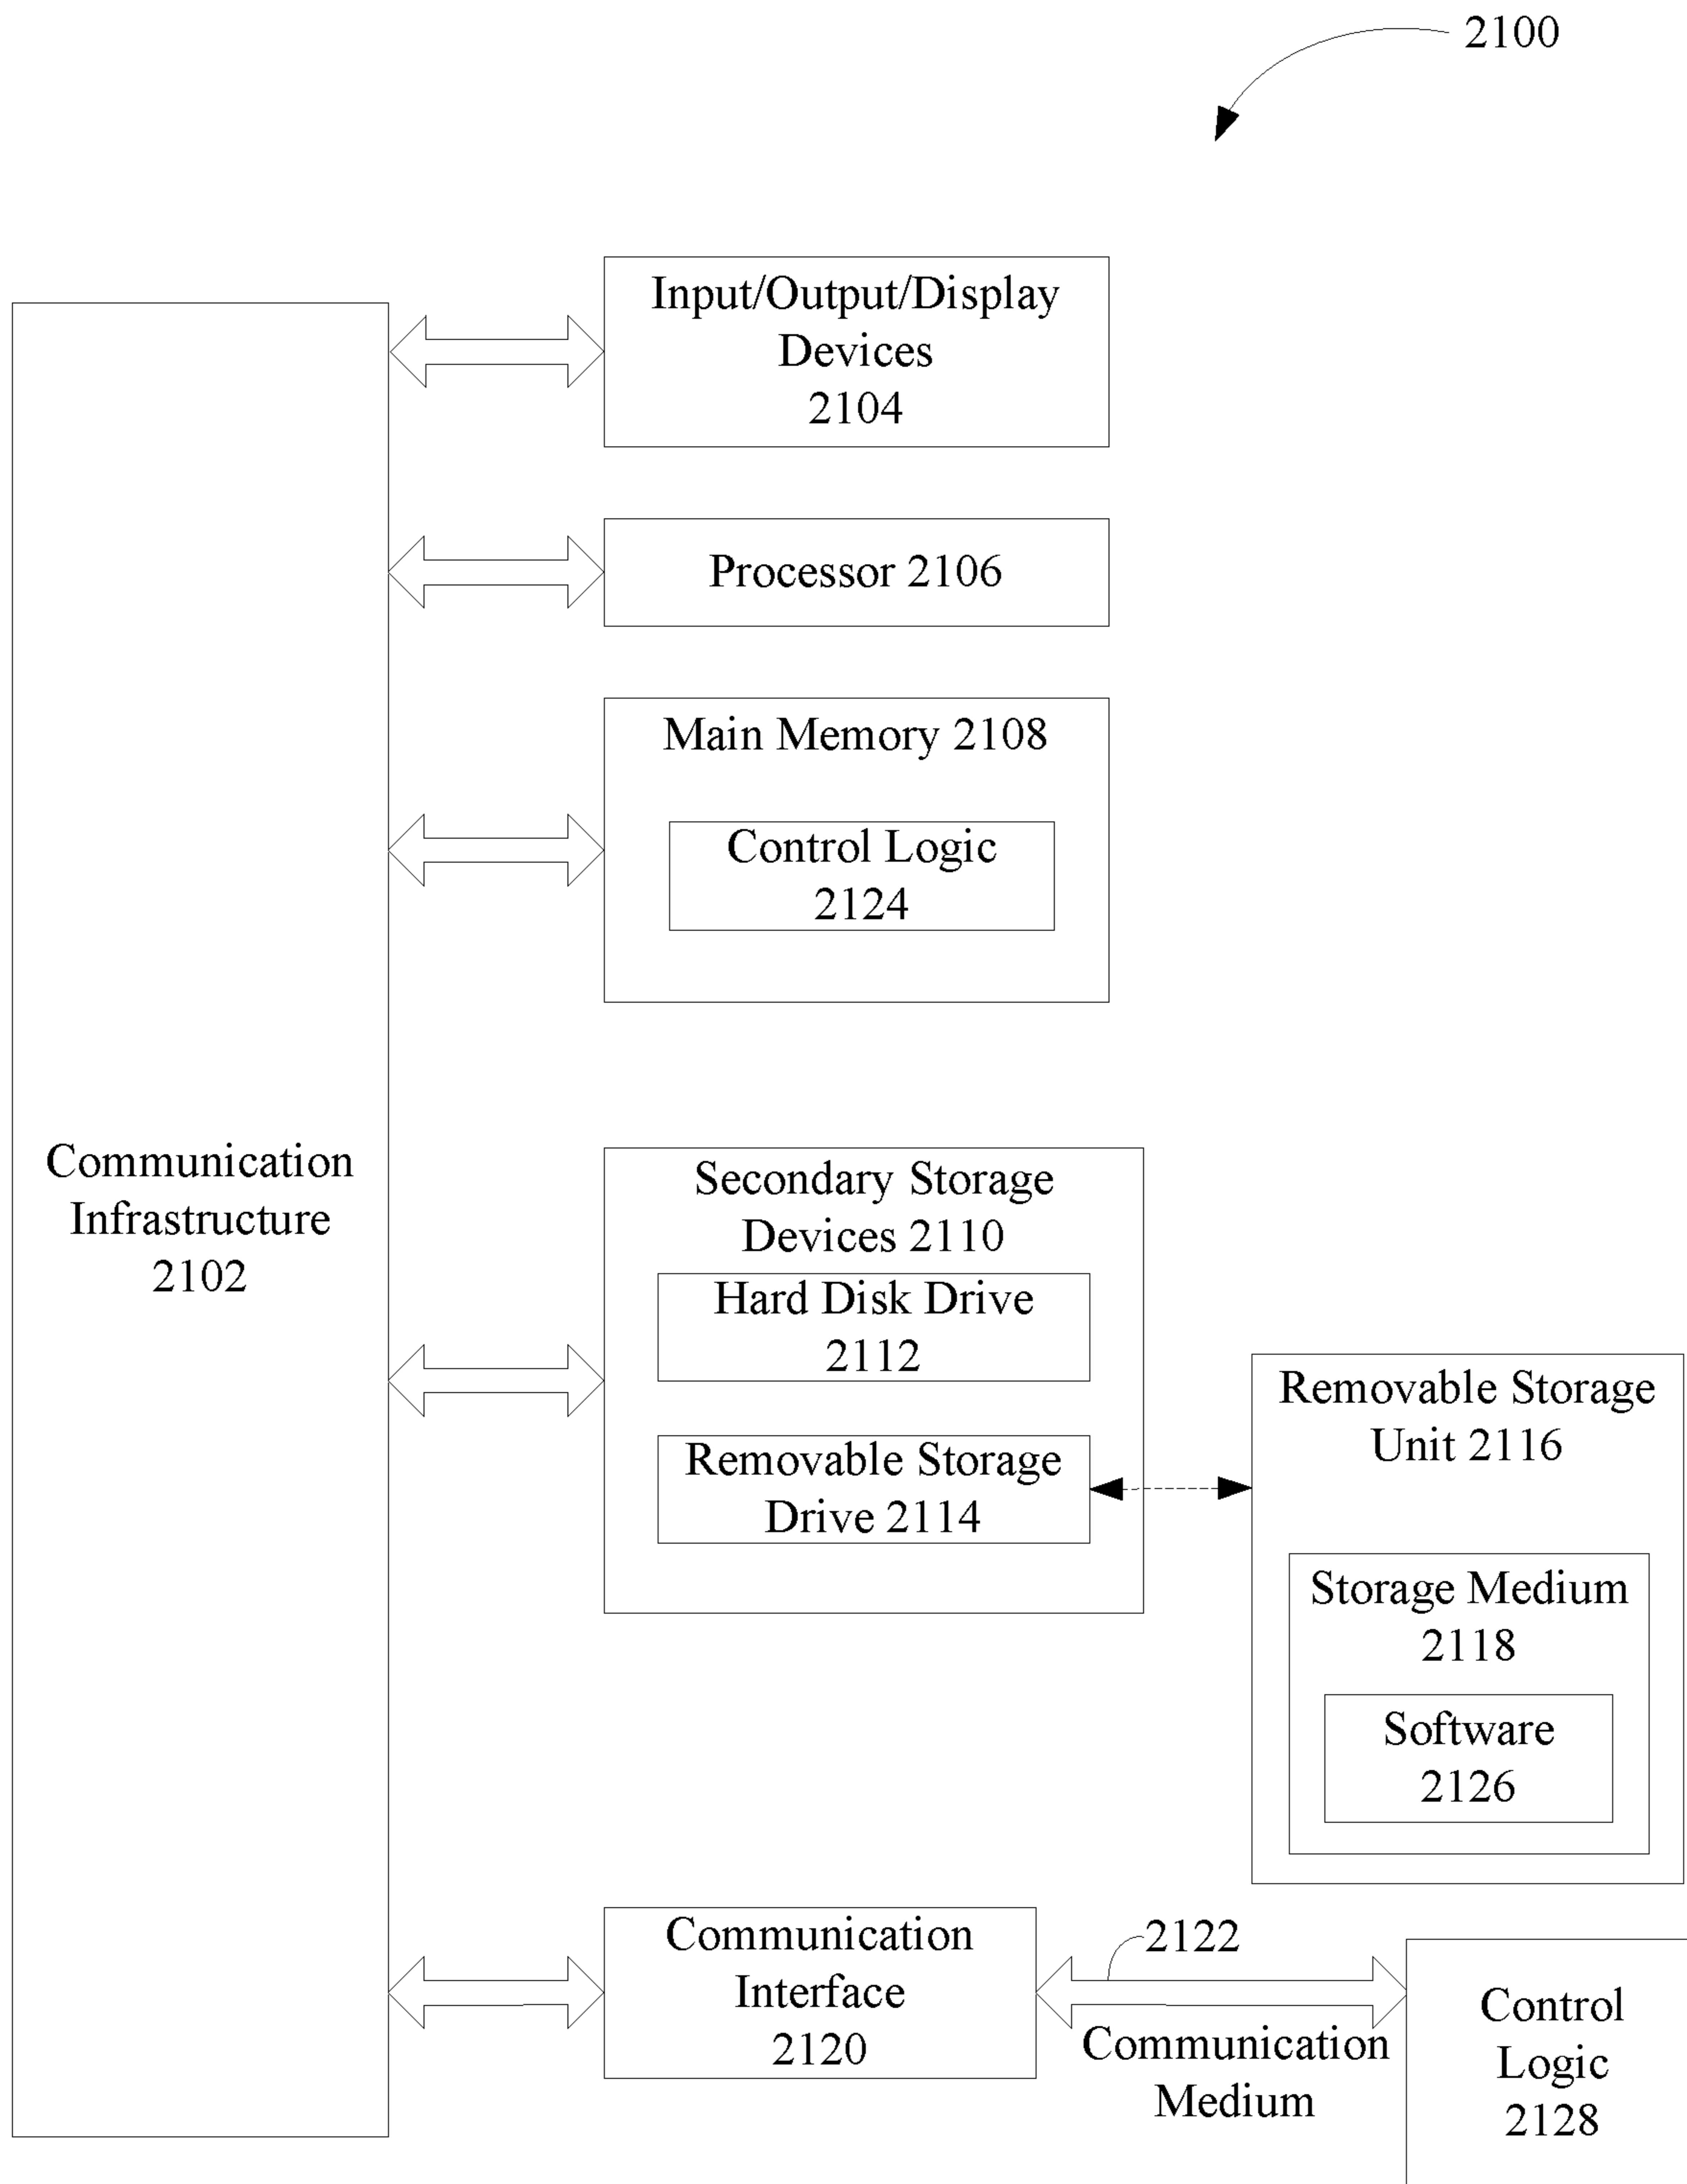 2100
Input/Output/Display
Devices
2104
Processor 2106
Main Memory 2108
Control Logic
2124
Communication
Infrastructure
2102
Secondary Storage
Devices 2110
Hard Disk Drive
2112
Removable Storage
Drive 2114
Removable Storage
Unit 2116
Storage Medium
2118
Software
2126
Communication
Interface
2120
2122
Communication
Medium
Control
Logic
2128